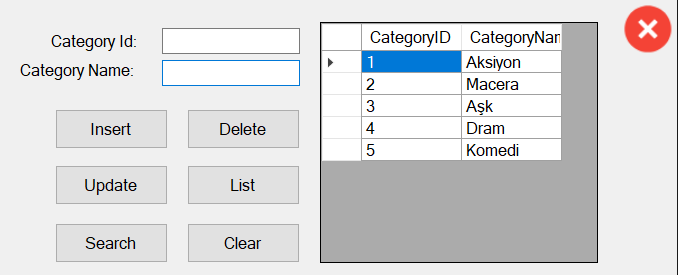 Category Id:
Category Name:
Insert Delete
Update List
Search Clear
CategoryID CategoryNam
1 Aksiyon
2 Macera
3 Aşk
4 Dram
5 Komedi